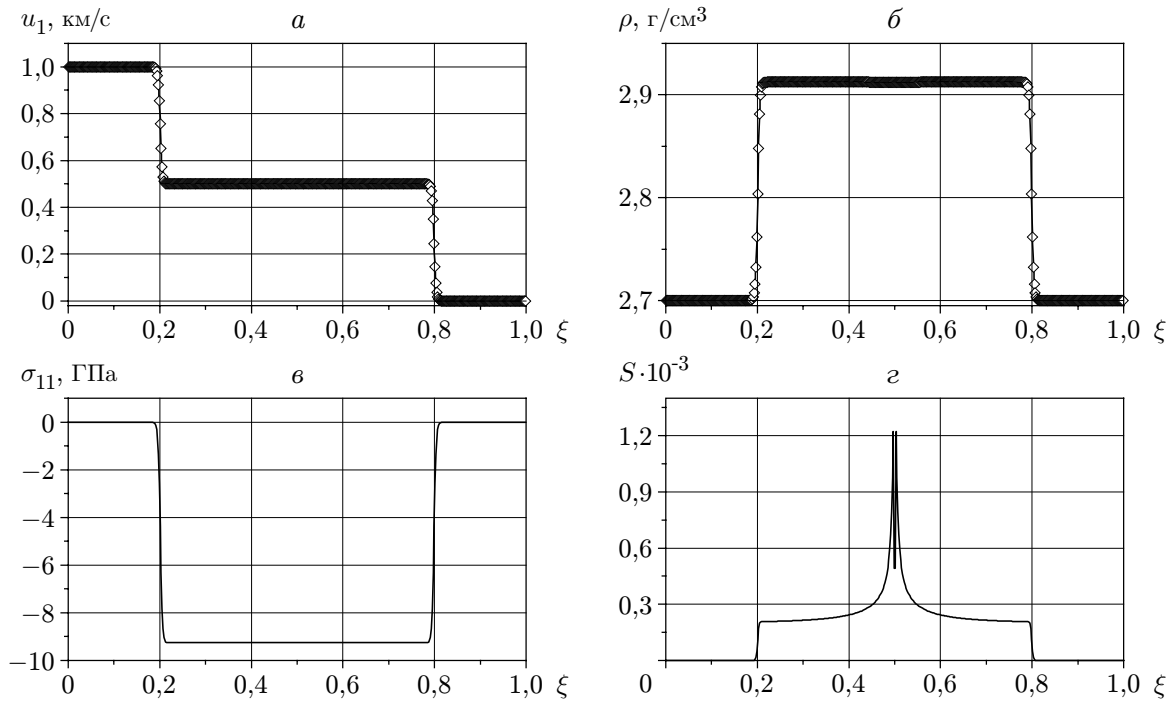 u₁, км/с
а
1,0
0,8
0,6
0,4
0,2
0
0 0,2 0,4 0,6 0,8 1,0 ξ
ρ, г/см³
б
2,9
2,8
2,7
0 0,2 0,4 0,6 0,8 1,0 ξ
σ₁₁, ГПа
в
0
−2
−4
−6
−8
−10
0 0,2 0,4 0,6 0,8 1,0 ξ
S·10⁻³
г
1,2
0,9
0,6
0,3
0 0,2 0,4 0,6 0,8 1,0 ξ